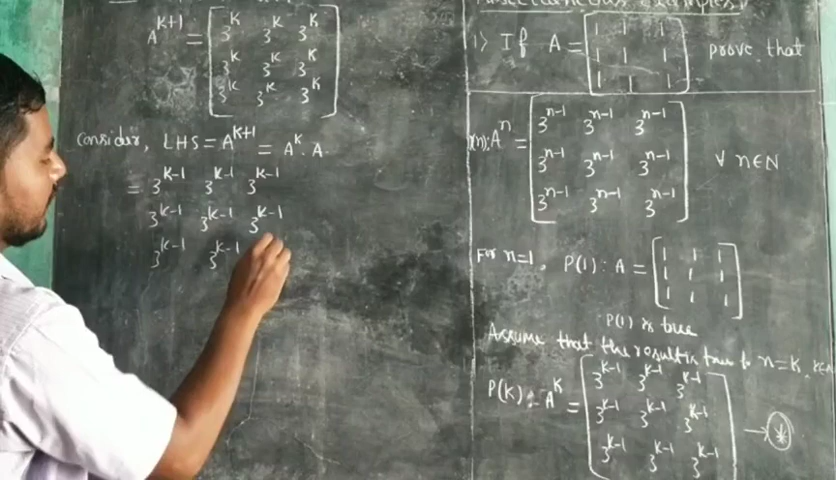 A^{K+1} = [ 3^K 3^K 3^K
3^K 3^K 3^K
3^K 3^K 3^K ]
Consider, LHS = A^{K+1} = A^K . A.
= 3^{K-1} 3^{K-1} 3^{K-1}
3^{K-1} 3^{K-1} 3^{K-1}
3^{K-1} 3^{K-1}
1) If A = [ 1 1 1
1 1 1
1 1 1 ] prove that
(n): A^n = [ 3^{n-1} 3^{n-1} 3^{n-1}
3^{n-1} 3^{n-1} 3^{n-1}
3^{n-1} 3^{n-1} 3^{n-1} ] ∀ n∈N
For n=1, P(1) : A = [ 1 1 1
1 1 1
1 1 1 ]
P(1) is true
Assume that the result is true to n=K,
P(K) : A^K = [ 3^{K-1} 3^{K-1} 3^{K-1}
3^{K-1} 3^{K-1} 3^{K-1}
3^{K-1} 3^{K-1} 3^{K-1} ] → *